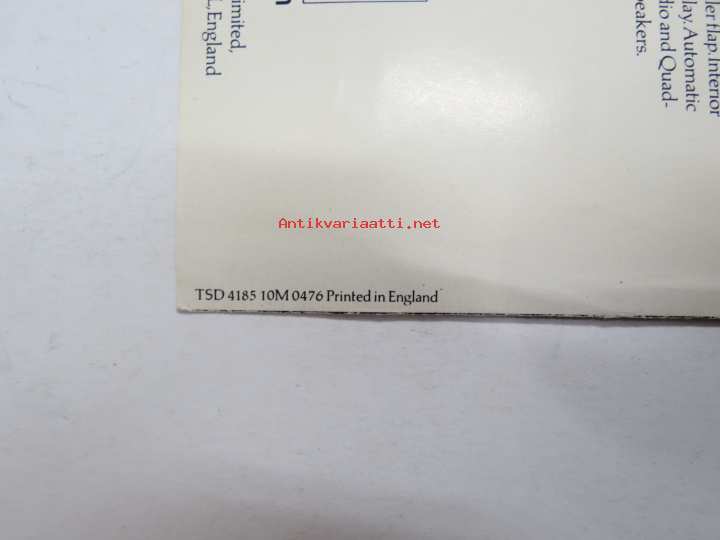 imited,
L, England
ler flap. Interior
lay. Automatic
dio and Quad-
peakers.
Antikvariaatti.net
TSD 4185 10M 0476 Printed in England